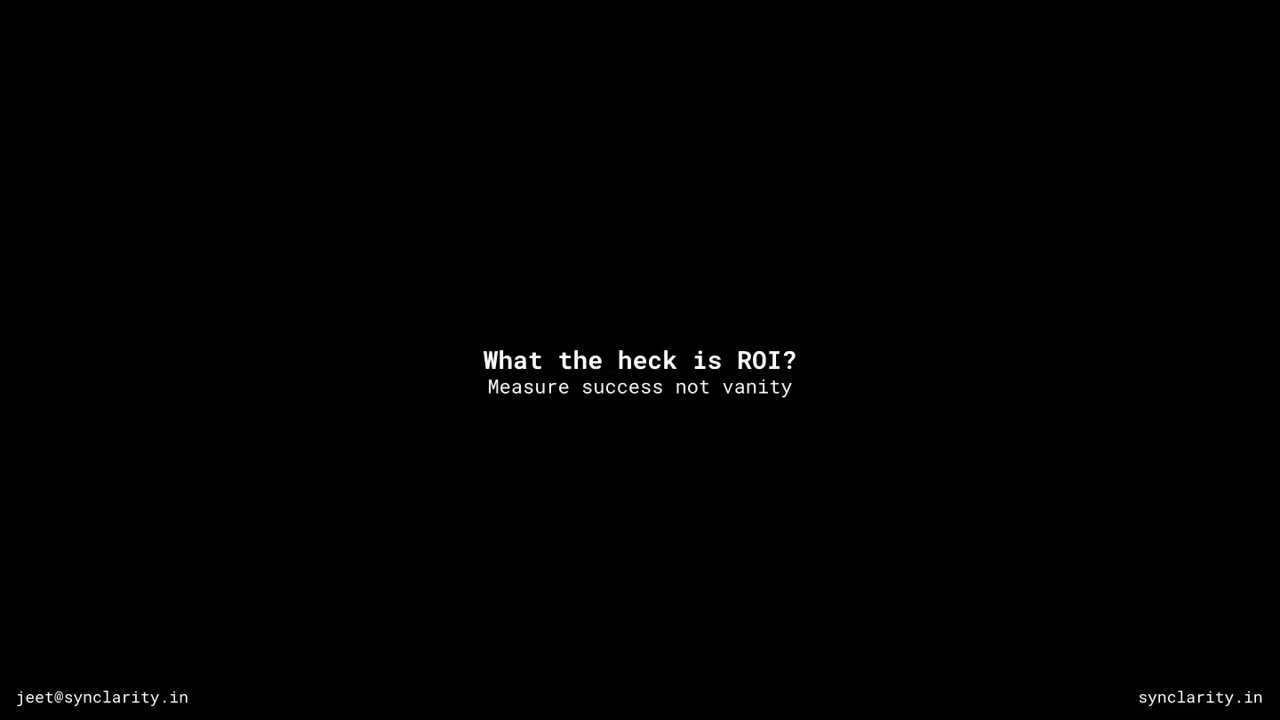 What the heck is ROI?
Measure success not vanity
jeet@synclarity.in
synclarity.in